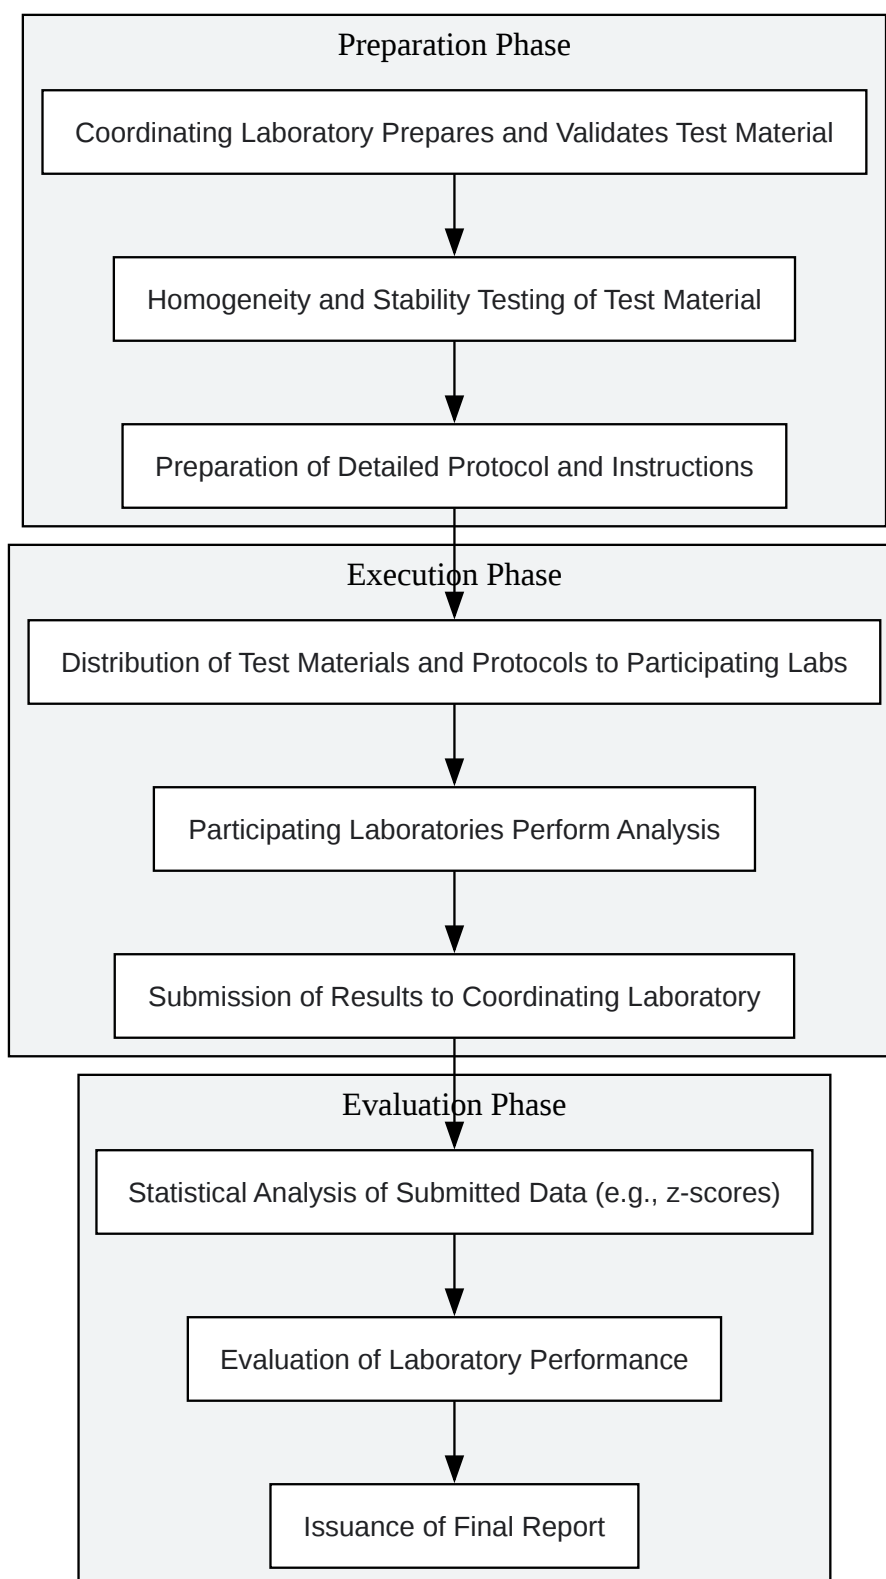 Preparation Phase
Coordinating Laboratory Prepares and Validates Test Material
Homogeneity and Stability Testing of Test Material
Preparation of Detailed Protocol and Instructions
Execution Phase
Distribution of Test Materials and Protocols to Participating Labs
Participating Laboratories Perform Analysis
Submission of Results to Coordinating Laboratory
Evaluation Phase
Statistical Analysis of Submitted Data (e.g., z-scores)
Evaluation of Laboratory Performance
Issuance of Final Report